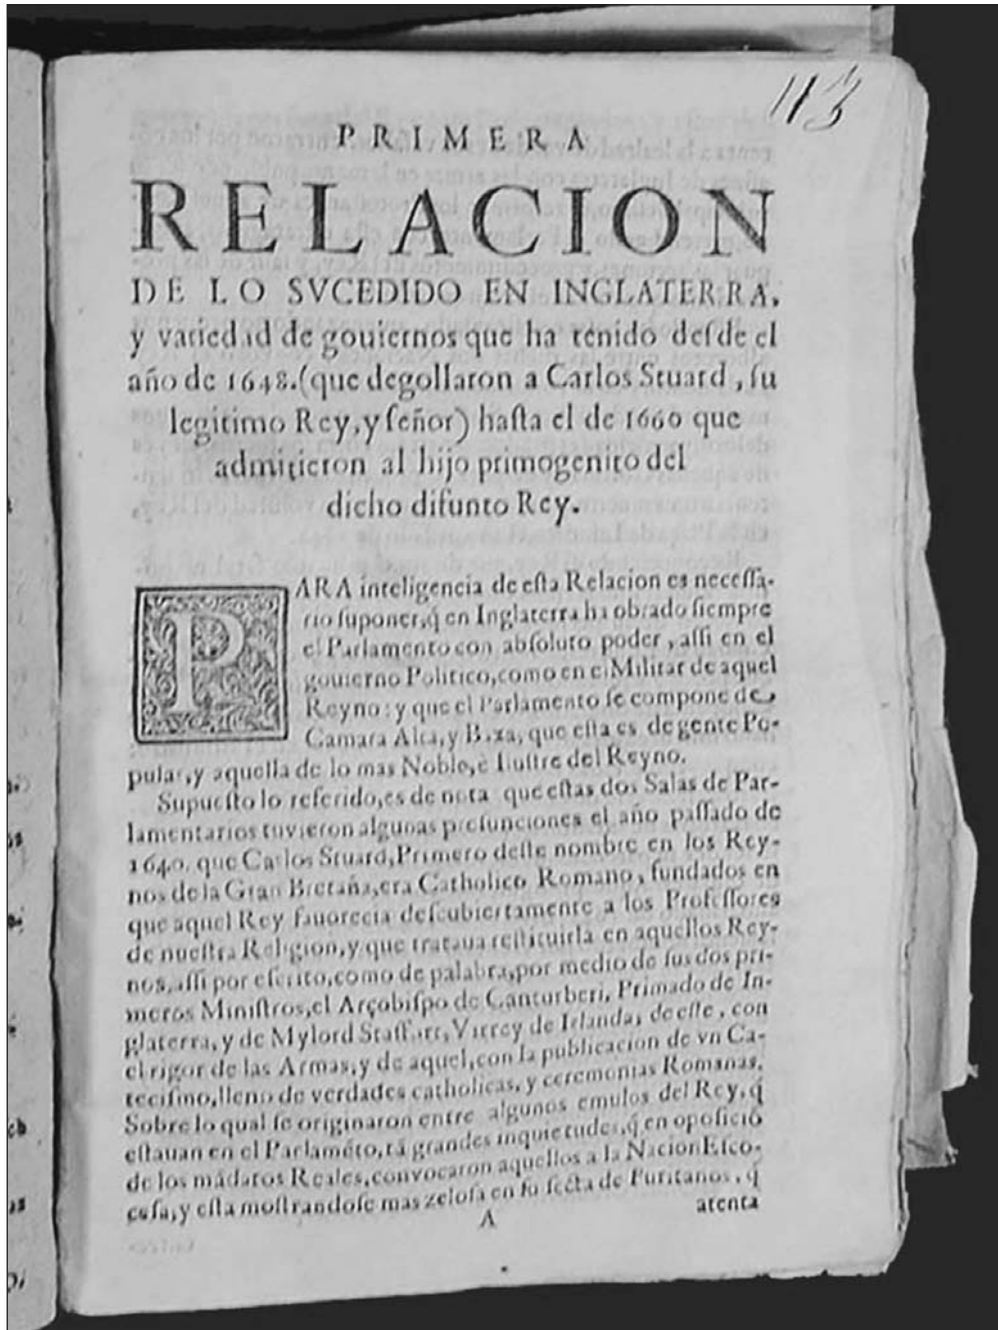 113
PRIMERA
RELACION
DE LO SVCEDIDO EN INGLATERRA,
y variedad de gouiernos que ha tenido desde el
año de 1648. (que degollaron a Carlos Stuard, su
legitimo Rey, y señor) hasta el de 1660 que
admitieron al hijo primogenito del
dicho difunto Rey.
PARA inteligencia de esta Relacion es necessa-
rio suponer, q̃ en Inglaterra ha obrado siempre
el Parlamento con absoluto poder, assi en el
gouierno Politico, como en el Militar de aquel
Reyno: y que el Parlamento se compone de
Camara Alta, y Baxa, que esta es de gente Po-
pular, y aquella de lo mas Noble, è Ilustre del Reyno.
Supuesto lo referido, es de nota que estas dos Salas de Par-
lamentarios tuvieron algunas presunciones el año passado de
1640. que Carlos Stuard, Primero deste nombre en los Rey-
nos de la Gran Bretaña, era Catholico Romano, fundados en
que aquel Rey fauorecia descubiertamente a los Professores
de nuestra Religion, y que trataua restituirla en aquellos Rey-
nos, assi por escrito, como de palabra, por medio de sus dos pri-
meros Ministros, el Arçobispo de Canturberi, Primado de In-
glaterra, y de Mylord Staffort, Virrey de Irlanda, de este, con
el rigor de las Armas, y de aquel, con la publicacion de vn Ca-
tecismo, lleno de verdades catholicas, y ceremonias Romanas.
Sobre lo qual se originaron entre algunos emulos del Rey, q̃
estauan en el Parlamẽto, tã grandes inquietudes, q̃ en oposiciõ
de los mãdatos Reales, convocaron aquellos a la Nacion Esco-
cesa, y esta mostrandose mas zelosa en su secta de Puritanos, q̃
A
atenta